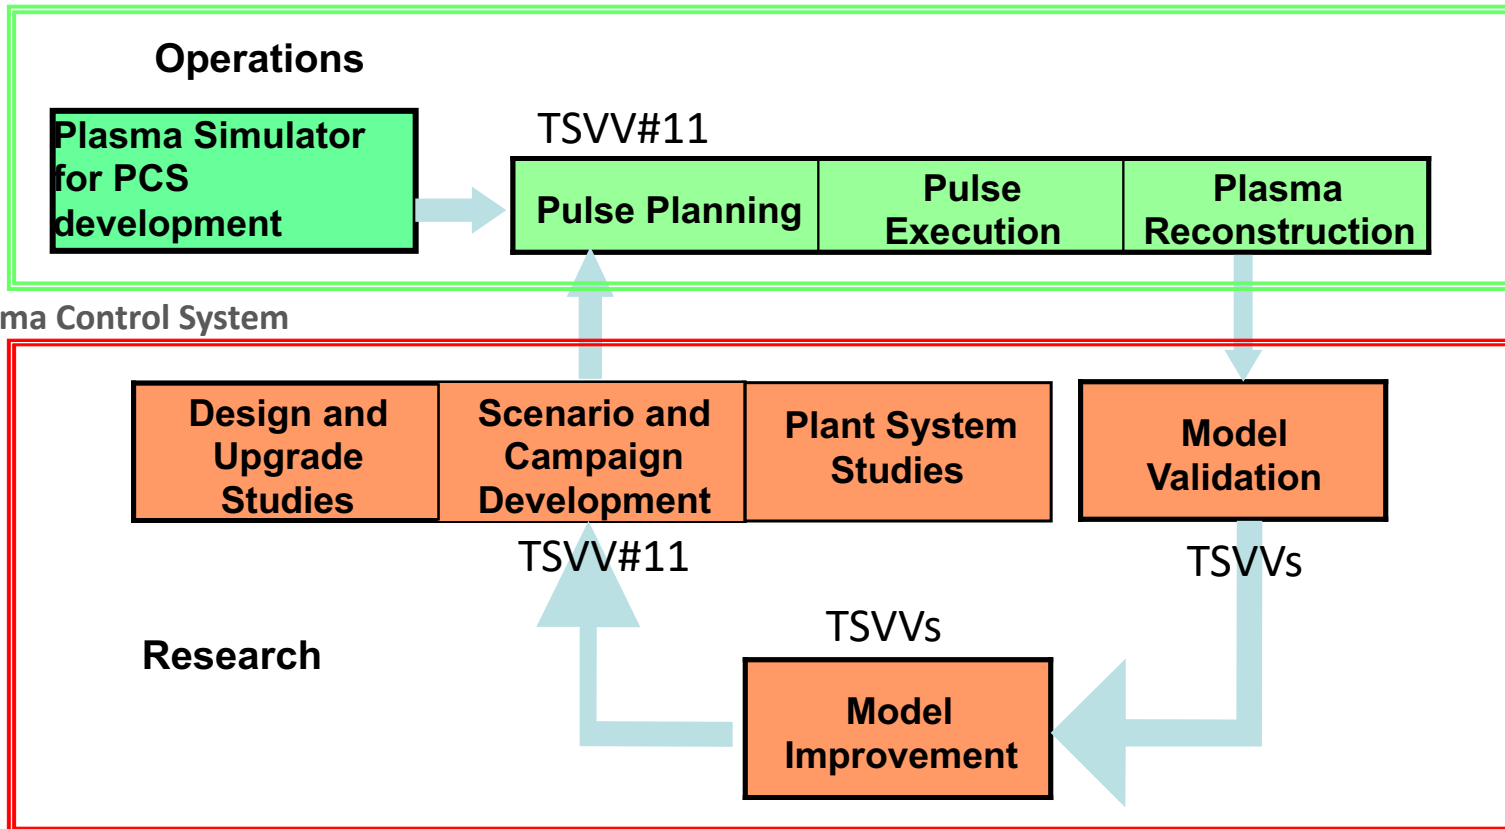 Operations
Plasma Simulator
for PCS
development
TSVV#11
Pulse Planning
Pulse
Execution
Plasma
Reconstruction
ma Control System
Design and
Upgrade
Studies
Scenario and
Campaign
Development
Plant System
Studies
Model
Validation
TSVV#11
TSVVs
Research
TSVVs
Model
Improvement